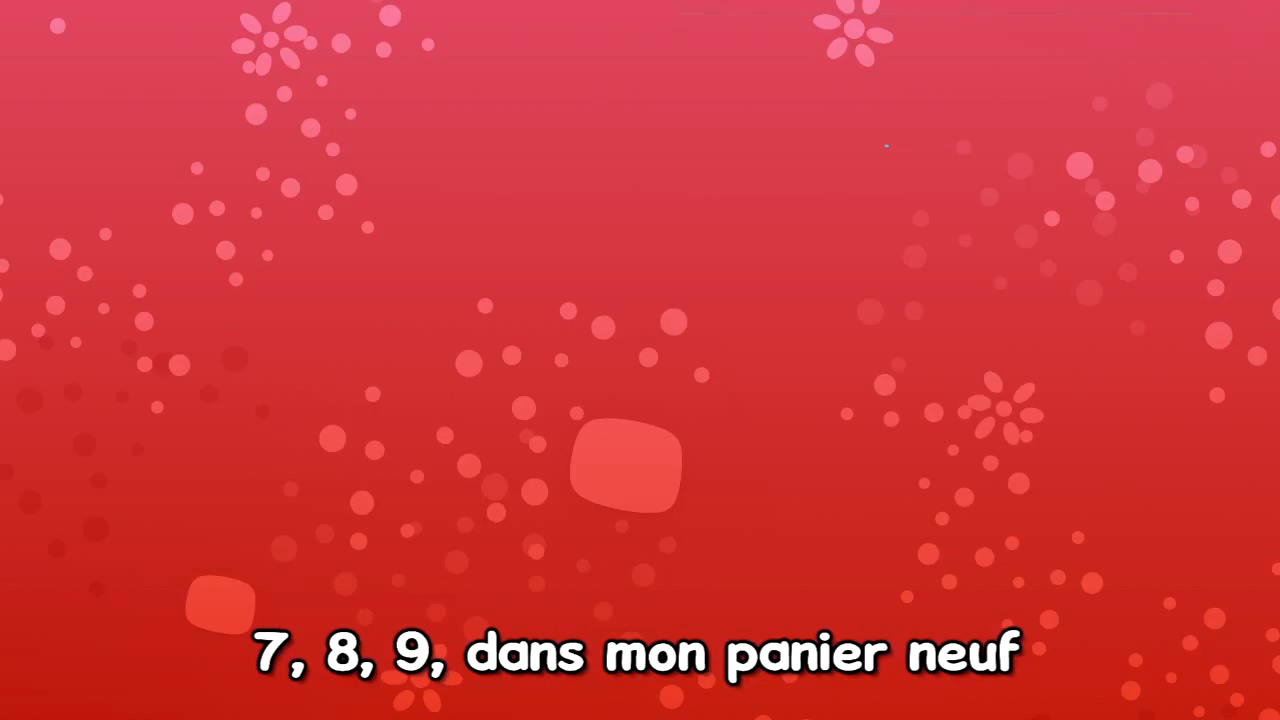 7, 8, 9, dans mon panier neuf